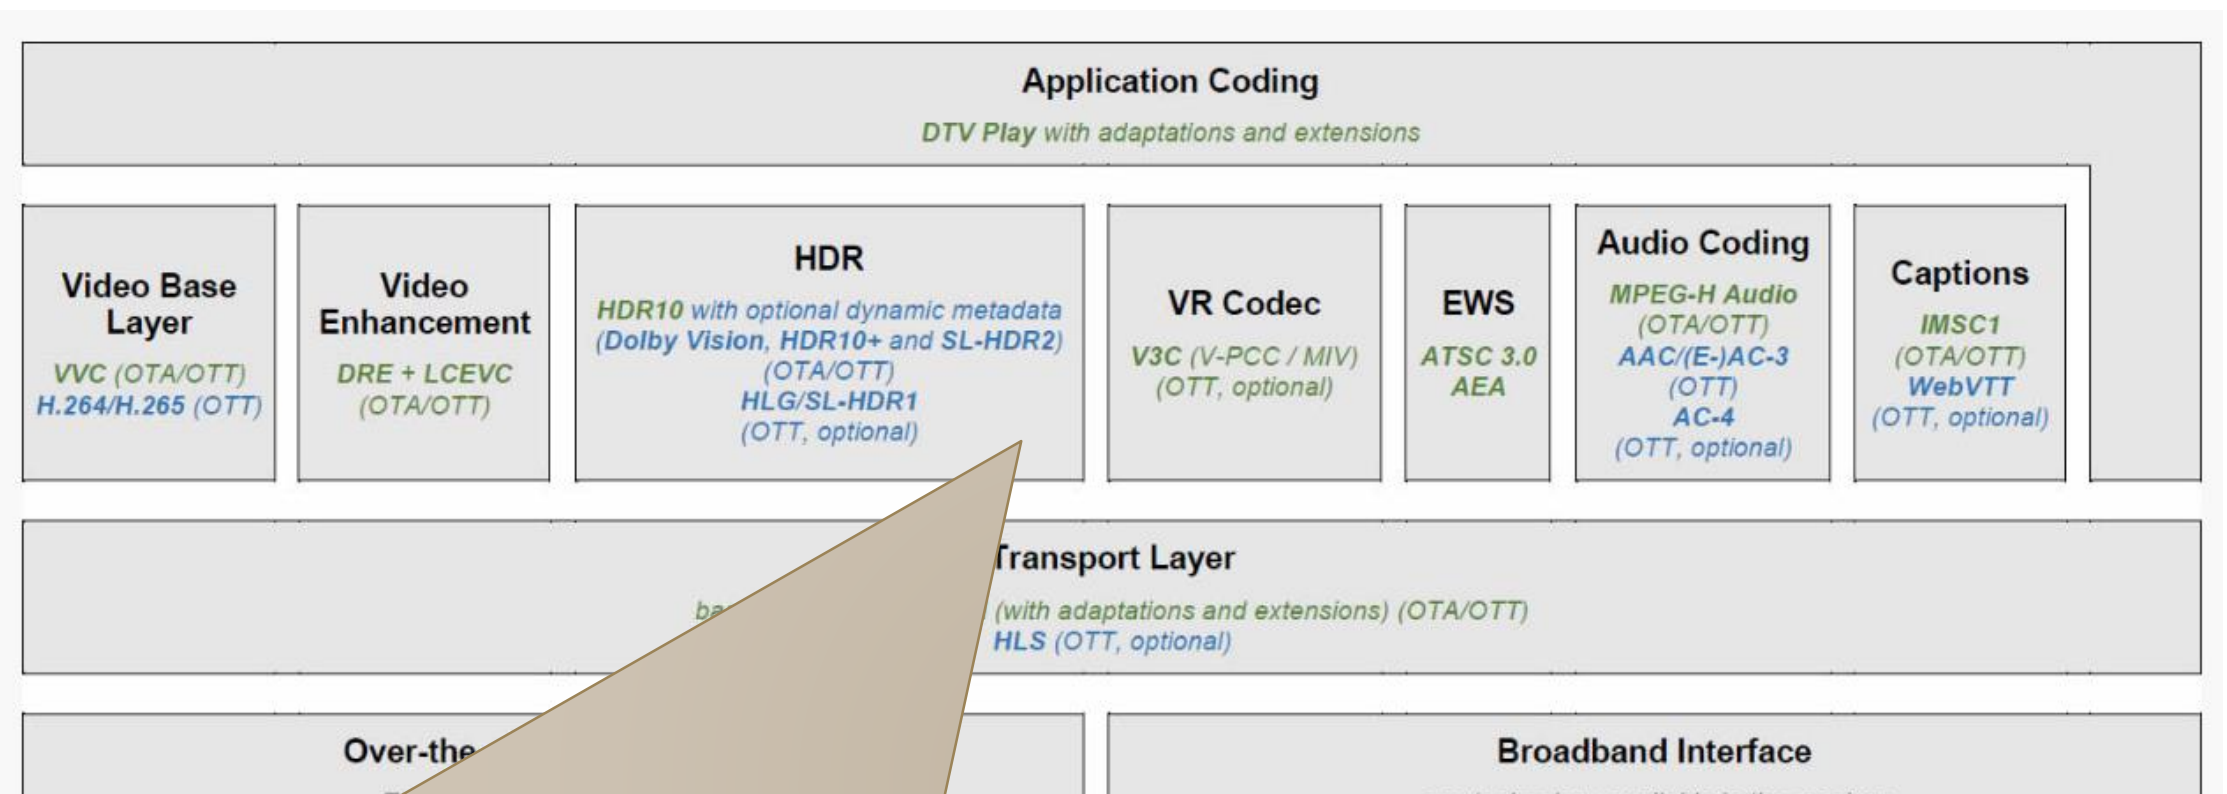 Application Coding
DTV Play with adaptations and extensions
Video Base
Layer
VVC (OTA/OTT)
H.264/H.265 (OTT)
Video
Enhancement
DRE + LCEVC
(OTA/OTT)
HDR
HDR10 with optional dynamic metadata
(Dolby Vision, HDR10+ and SL-HDR2)
(OTA/OTT)
HLG/SL-HDR1
(OTT, optional)
VR Codec
V3C (V-PCC / MIV)
(OTT, optional)
EWS
ATSC 3.0
AEA
Audio Coding
MPEG-H Audio
(OTA/OTT)
AAC/(E-)AC-3
(OTT)
AC-4
(OTT, optional)
Captions
IMSC1
(OTA/OTT)
WebVTT
(OTT, optional)
Transport Layer
(with adaptations and extensions) (OTA/OTT)
HLS (OTT, optional)
Over-the
Broadband Interface